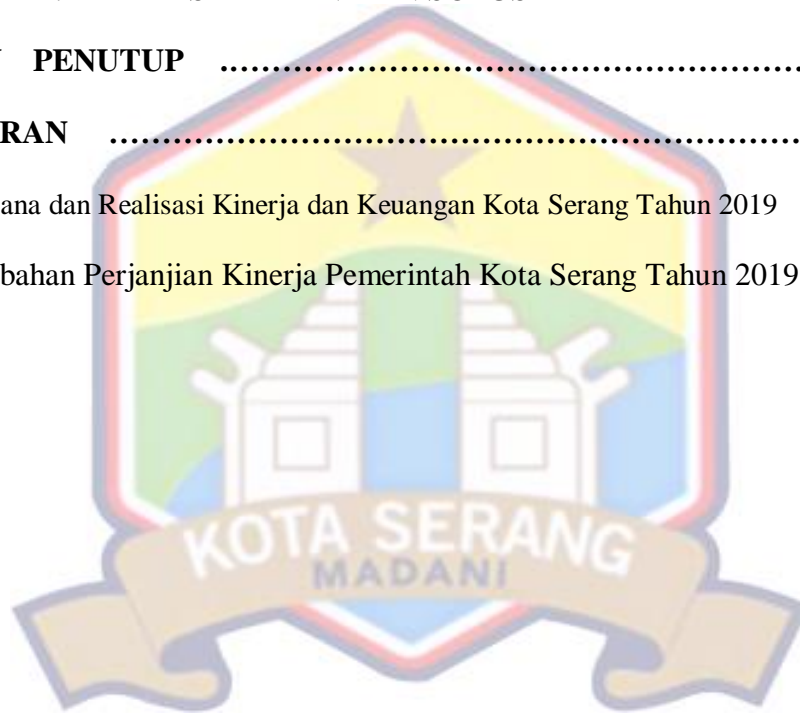 PENUTUP ……………………………………………………
RAN ………………………………………………………………
ana dan Realisasi Kinerja dan Keuangan Kota Serang Tahun 2019
bahan Perjanjian Kinerja Pemerintah Kota Serang Tahun 2019
KOTA SERANG
MADANI